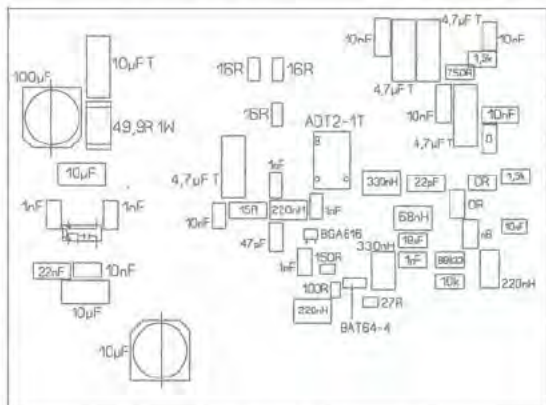 4,7µF T
10nF
10nF
10µF T
1,5k
16R
16R
750R
100µF
4,7µF T
16R
10nF
10nF
49,9R 1W
ADT2-1T
4,7µF T
10µF
4,7µF T
1nF
330nH
22pF
0R
1,5k
1nF
1nF
15R
220nH
1nF
0R
10nF
68nH
10nF
47pF
BGA616
18pF
330nH
150R
22nF
10nF
1nF
1nF
10k
220nH
100R
10µF
27R
220nH
BAT64-4
10µF